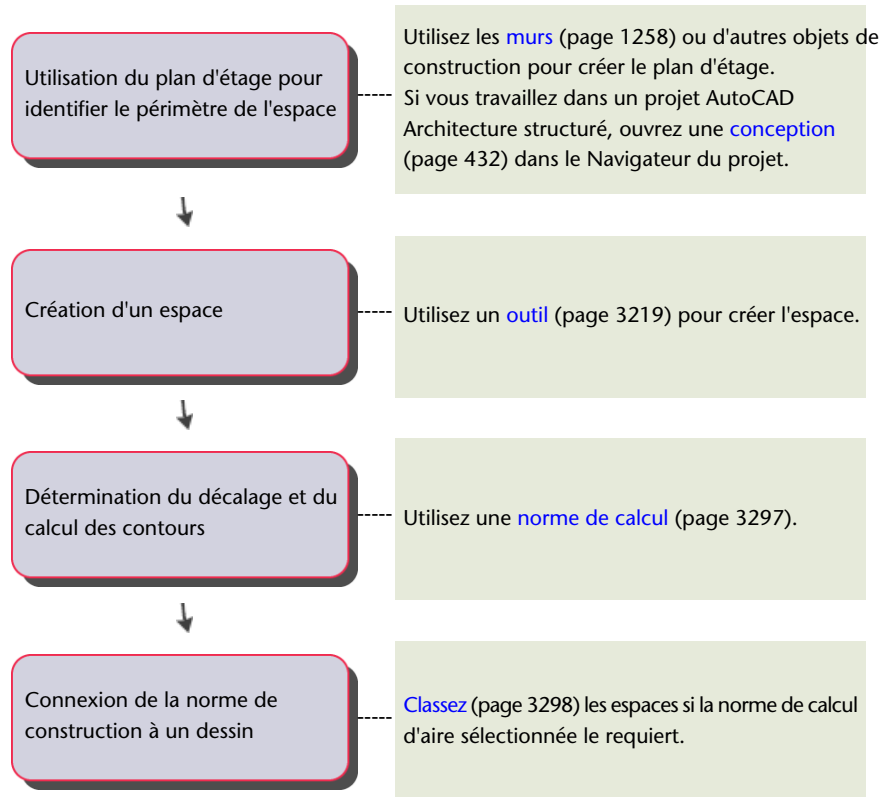 Utilisation du plan d'étage pour
identifier le périmètre de l'espace
Utilisez les murs (page 1258) ou d'autres objets de
construction pour créer le plan d'étage.
Si vous travaillez dans un projet AutoCAD
Architecture structuré, ouvrez une conception
(page 432) dans le Navigateur du projet.
Création d'un espace
Utilisez un outil (page 3219) pour créer l'espace.
Détermination du décalage et du
calcul des contours
Utilisez une norme de calcul (page 3297).
Connexion de la norme de
construction à un dessin
Classez (page 3298) les espaces si la norme de calcul
d'aire sélectionnée le requiert.